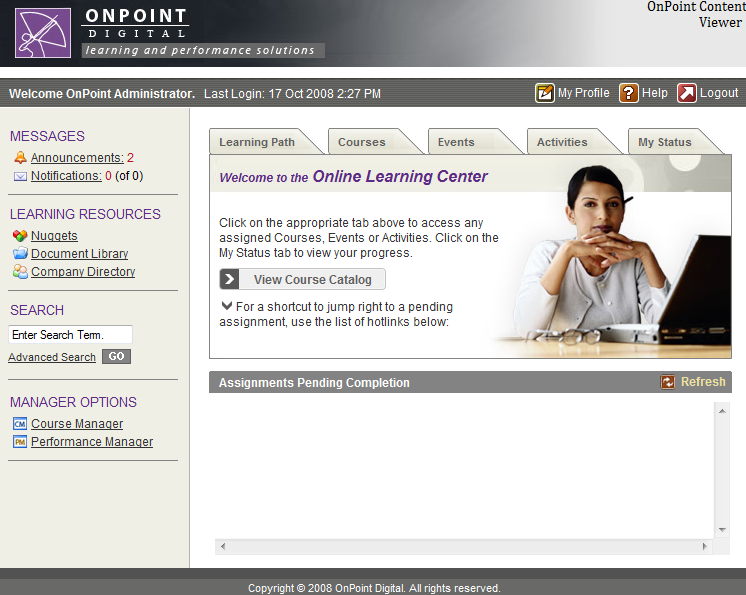 ONPOINT
DIGITAL
learning and performance solutions
OnPoint Content
Viewer
Welcome OnPoint Administrator. Last Login: 17 Oct 2008 2:27 PM
My Profile
Help
Logout
MESSAGES
Announcements: 2
Notifications: 0 (of 0)
LEARNING RESOURCES
Nuggets
Document Library
Company Directory
SEARCH
Enter Search Term.
Advanced Search GO
MANAGER OPTIONS
CM Course Manager
PM Performance Manager
Learning Path
Courses
Events
Activities
My Status
Welcome to the Online Learning Center
Click on the appropriate tab above to access any
assigned Courses, Events or Activities. Click on the
My Status tab to view your progress.
View Course Catalog
For a shortcut to jump right to a pending
assignment, use the list of hotlinks below:
Assignments Pending Completion
Refresh
Copyright © 2008 OnPoint Digital. All rights reserved.